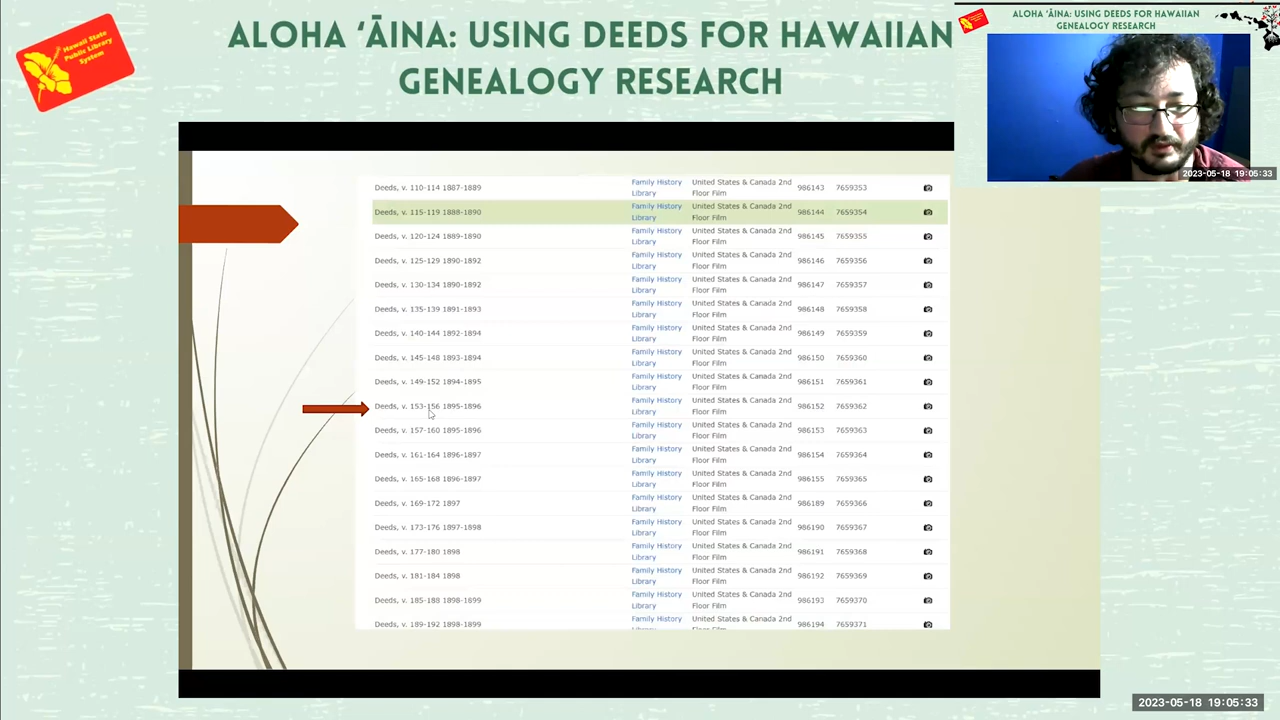 Hawaii State
Public Library
System
ALOHA ʻĀINA: USING DEEDS FOR HAWAIIAN
GENEALOGY RESEARCH
ALOHA ʻĀINA: USING DEEDS FOR HAWAIIAN
GENEALOGY RESEARCH
2023-05-18 19:05:33
Deeds, v. 110-114 1887-1889 Family History Library United States & Canada 2nd Floor Film 986143 7659353
Deeds, v. 115-119 1888-1890 Family History Library United States & Canada 2nd Floor Film 986144 7659354
Deeds, v. 120-124 1889-1890 Family History Library United States & Canada 2nd Floor Film 986145 7659355
Deeds, v. 125-129 1890-1892 Family History Library United States & Canada 2nd Floor Film 986146 7659356
Deeds, v. 130-134 1890-1892 Family History Library United States & Canada 2nd Floor Film 986147 7659357
Deeds, v. 135-139 1891-1893 Family History Library United States & Canada 2nd Floor Film 986148 7659358
Deeds, v. 140-144 1892-1894 Family History Library United States & Canada 2nd Floor Film 986149 7659359
Deeds, v. 145-148 1893-1894 Family History Library United States & Canada 2nd Floor Film 986150 7659360
Deeds, v. 149-152 1894-1895 Family History Library United States & Canada 2nd Floor Film 986151 7659361
Deeds, v. 153-156 1895-1896 Family History Library United States & Canada 2nd Floor Film 986152 7659362
Deeds, v. 157-160 1895-1896 Family History Library United States & Canada 2nd Floor Film 986153 7659363
Deeds, v. 161-164 1896-1897 Family History Library United States & Canada 2nd Floor Film 986154 7659364
Deeds, v. 165-168 1896-1897 Family History Library United States & Canada 2nd Floor Film 986155 7659365
Deeds, v. 169-172 1897 Family History Library United States & Canada 2nd Floor Film 986189 7659366
Deeds, v. 173-176 1897-1898 Family History Library United States & Canada 2nd Floor Film 986190 7659367
Deeds, v. 177-180 1898 Family History Library United States & Canada 2nd Floor Film 986191 7659368
Deeds, v. 181-184 1898 Family History Library United States & Canada 2nd Floor Film 986192 7659369
Deeds, v. 185-188 1898-1899 Family History Library United States & Canada 2nd Floor Film 986193 7659370
Deeds, v. 189-192 1898-1899 Family History Library United States & Canada 2nd Floor Film 986194 7659371
2023-05-18 19:05:33